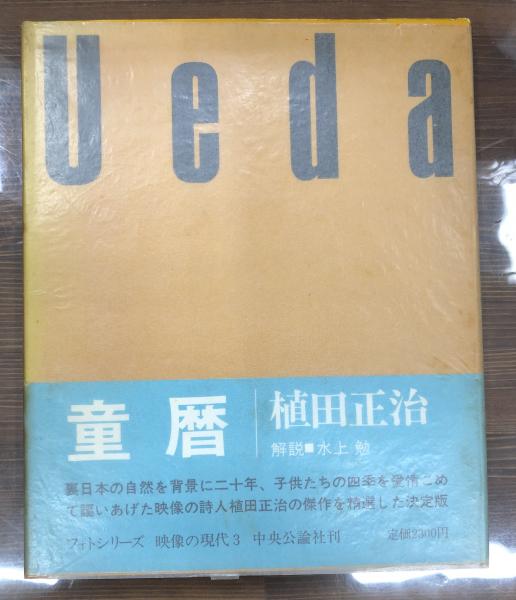 Ueda
童暦
植田正治
解説■水上 勉
裏日本の自然を背景に二十年、子供たちの四季を愛情こめ
て謳いあげた映像の詩人植田正治の傑作を精選した決定版
フォトシリーズ 映像の現代3 中央公論社刊 定価2300円